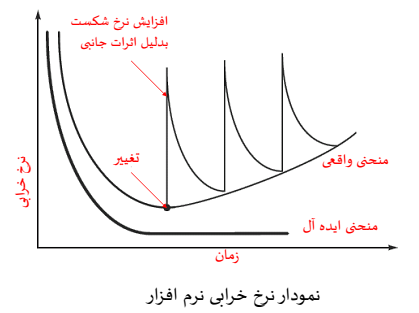 افزایش نرخ شکست
بدلیل اثرات جانبی
تغییر
منحنی واقعی
نرخ خرابی
منحنی ایده آل
زمان
نمودار نرخ خرابی نرم افزار